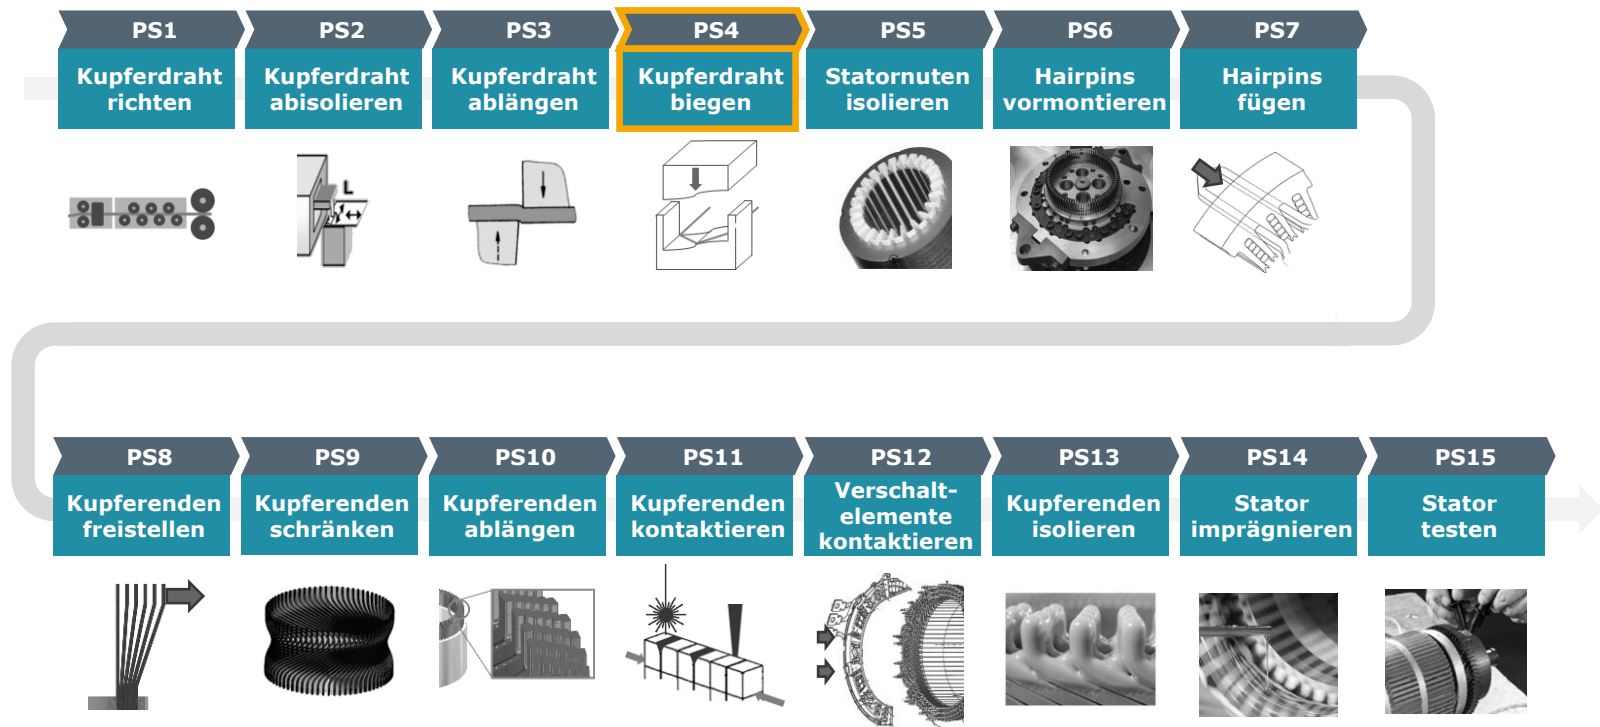 PS1
Kupferdraht
richten
PS2
Kupferdraht
abisolieren
PS3
Kupferdraht
ablängen
PS4
Kupferdraht
biegen
PS5
Statornuten
isolieren
PS6
Hairpins
vormontieren
PS7
Hairpins
fügen
L
PS8
Kupferenden
freistellen
PS9
Kupferenden
schränken
PS10
Kupferenden
ablängen
PS11
Kupferenden
kontaktieren
PS12
Verschalt-
elemente
kontaktieren
PS13
Kupferenden
isolieren
PS14
Stator
imprägnieren
PS15
Stator
testen